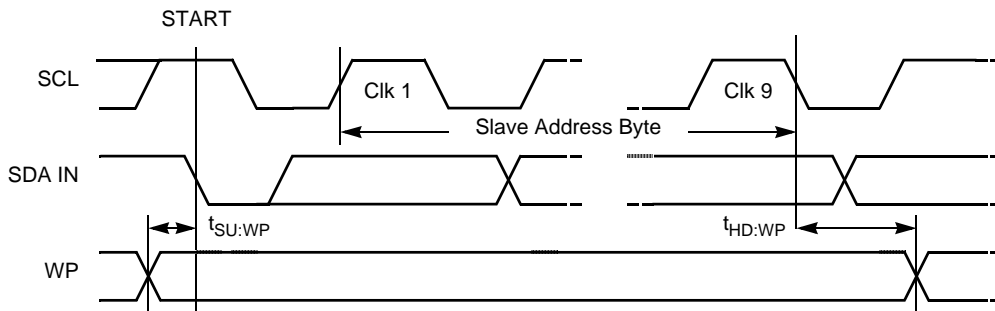 START
SCL
Clk 1
Clk 9
Slave Address Byte
SDA IN
tSU:WP
tHD:WP
WP